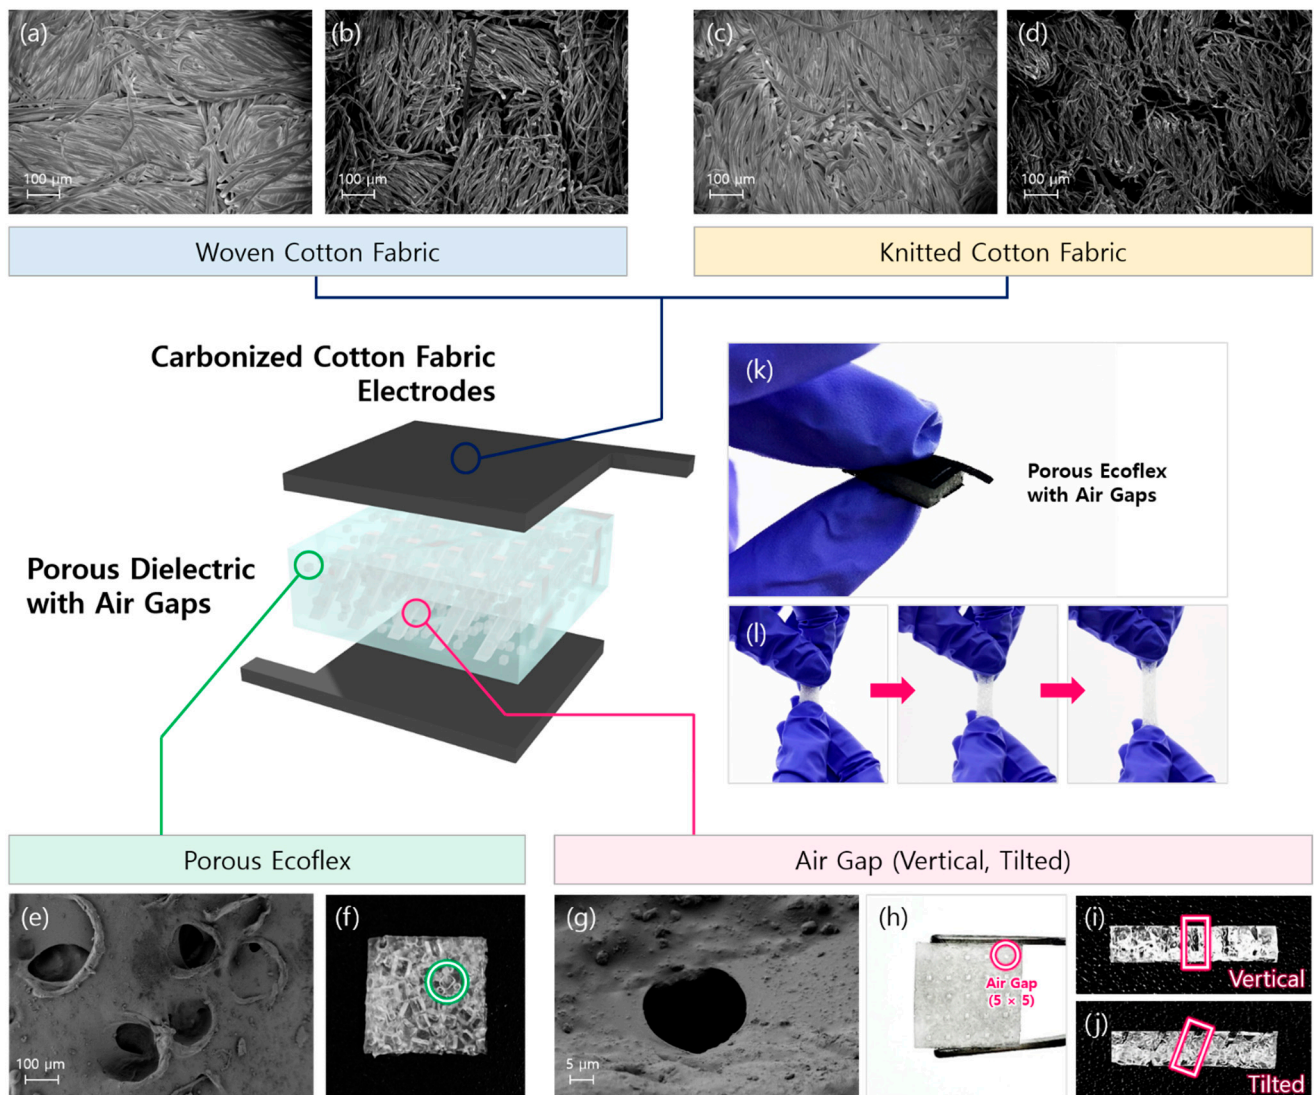 (a)
(b)
(c)
(d)
100 μm
100 μm
100 μm
100 μm
Woven Cotton Fabric
Knitted Cotton Fabric
Carbonized Cotton Fabric
Electrodes
(k)
Porous Ecoflex
with Air Gaps
Porous Dielectric
with Air Gaps
(l)
Porous Ecoflex
Air Gap (Vertical, Tilted)
(e)
(f)
(g)
(h)
(i)
Air Gap
(5 × 5)
Vertical
(j)
100 μm
5 μm
Tilted